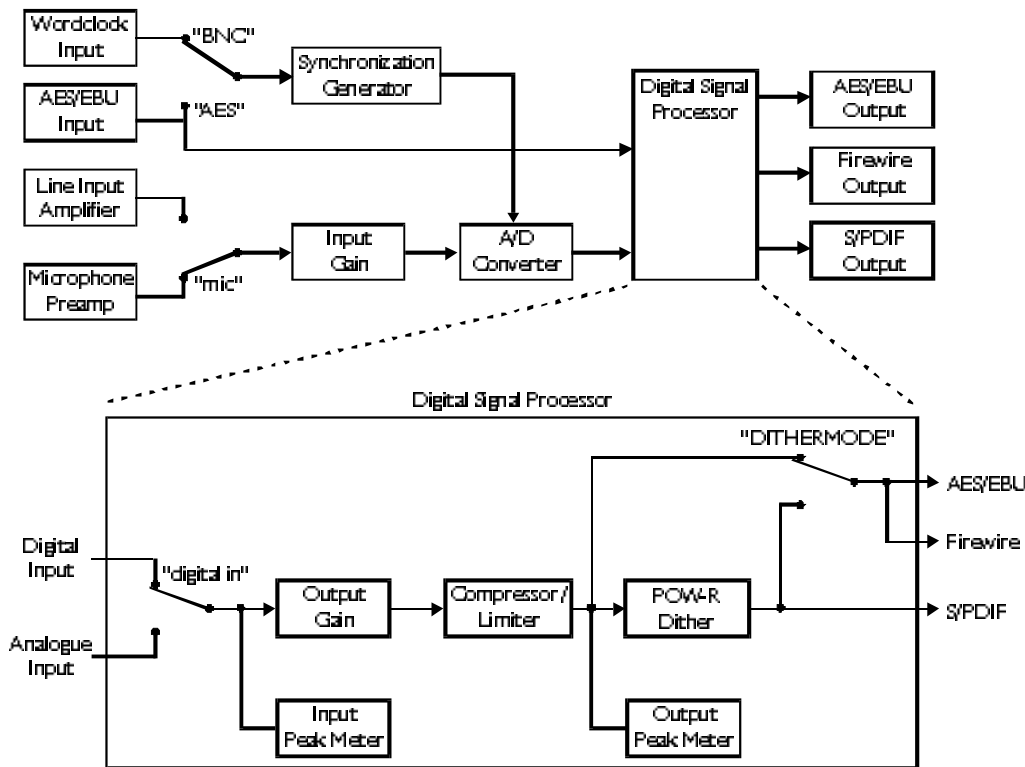 Wordclock
Input
"BNC"
Synchronization
Generator
Digital Signal
Processor
AES/EBU
Output
AES/EBU
Input
"AES"
Firewire
Output
Line Input
Amplifier
Input
Gain
A/D
Converter
S/PDIF
Output
Microphone
Preamp
"mic"
Digital Signal Processor
"DITHERMODE"
AES/EBU
Firewire
Digital
Input
"digital in"
Output
Gain
Compressor/
Limiter
POW-R
Dither
S/PDIF
Analogue
Input
Input
Peak Meter
Output
Peak Meter